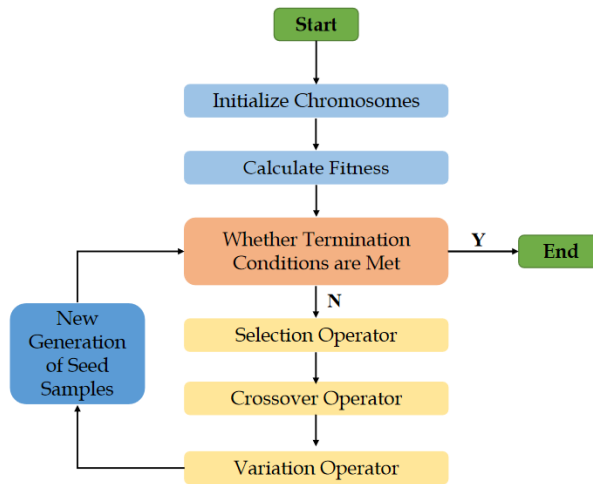 Start
Initialize Chromosomes
Calculate Fitness
Whether Termination
Conditions are Met
Y
End
N
New
Generation
of Seed
Samples
Selection Operator
Crossover Operator
Variation Operator